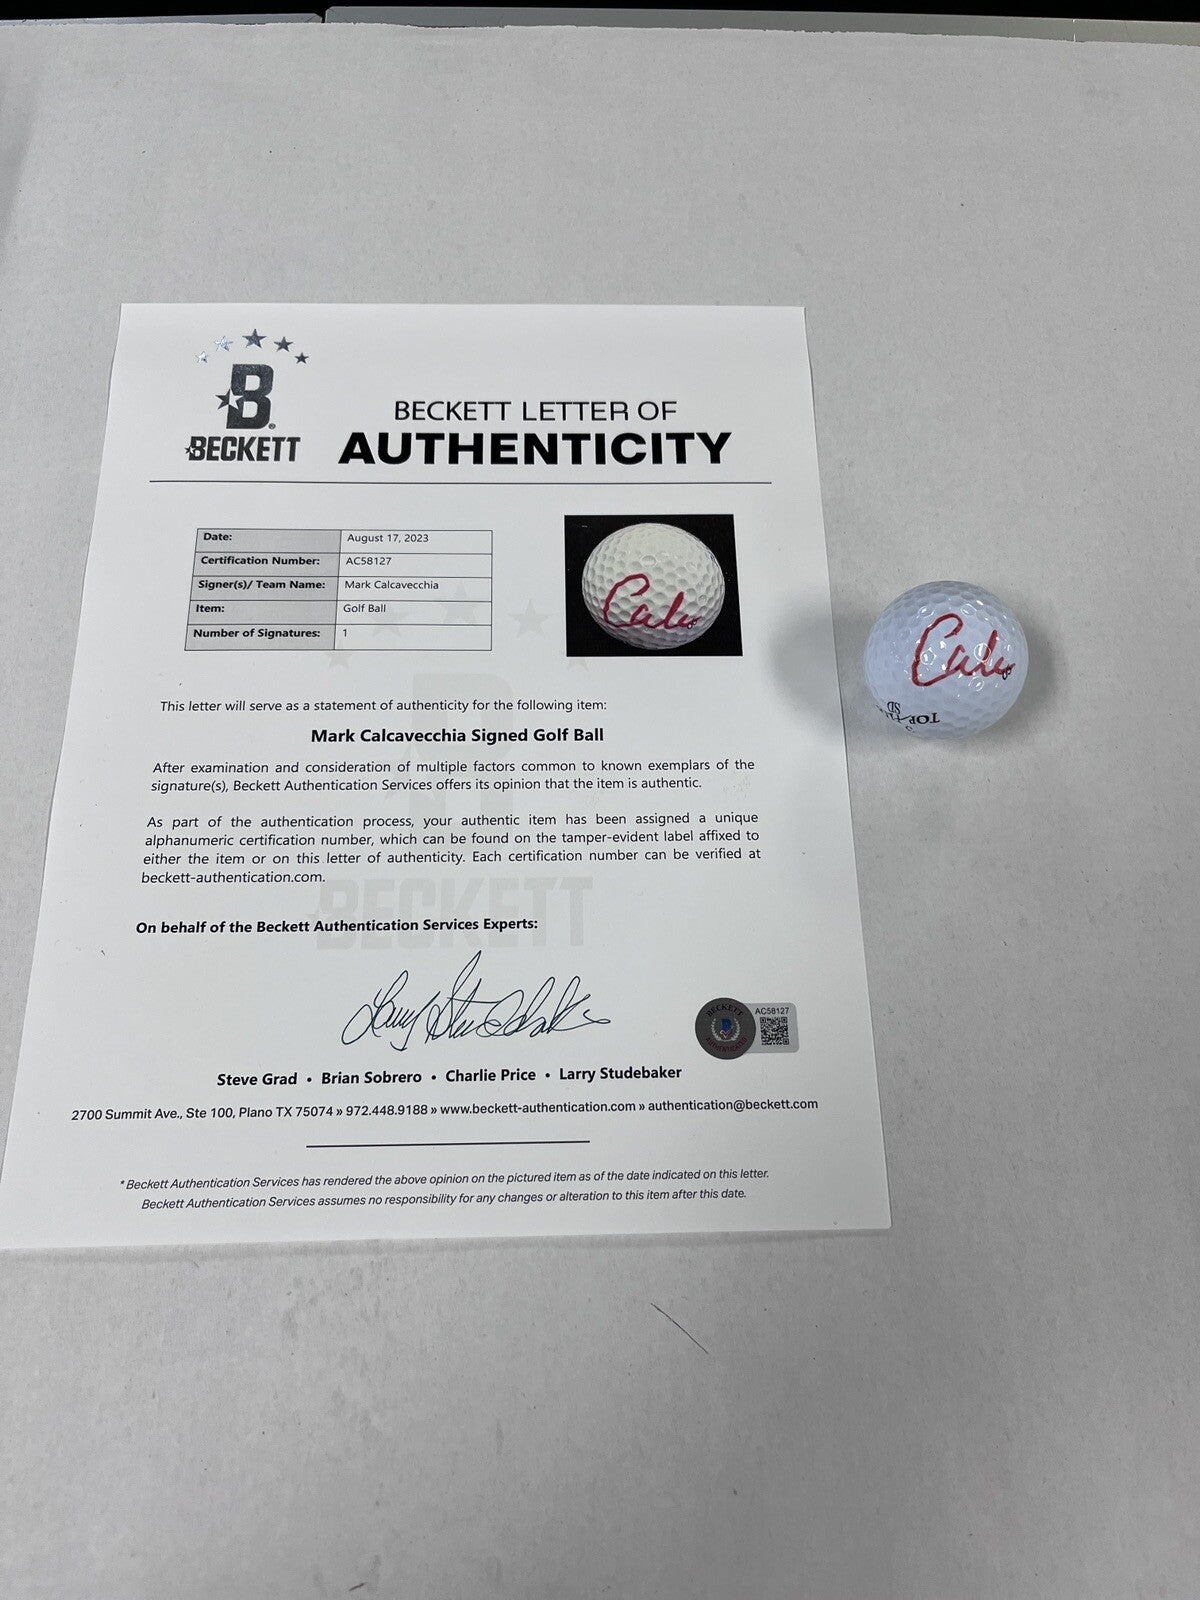 B
BECKETT
BECKETT LETTER OF
AUTHENTICITY
Date: August 17, 2023
Certification Number: AC58127
Signer(s)/ Team Name: Mark Calcavecchia
Item: Golf Ball
Number of Signatures: 1
Calc
Calc
TOP
SD
This letter will serve as a statement of authenticity for the following item:
Mark Calcavecchia Signed Golf Ball
After examination and consideration of multiple factors common to known exemplars of the
signature(s), Beckett Authentication Services offers its opinion that the item is authentic.
As part of the authentication process, your authentic item has been assigned a unique
alphanumeric certification number, which can be found on the tamper-evident label affixed to
either the item or on this letter of authenticity. Each certification number can be verified at
beckett-authentication.com.
BECKETT
On behalf of the Beckett Authentication Services Experts:
Larry Studebaker
BECKETT
B
AUTHENTICATED
AC58127
Steve Grad • Brian Sobrero • Charlie Price • Larry Studebaker
2700 Summit Ave., Ste 100, Plano TX 75074 » 972.448.9188 » www.beckett-authentication.com » authentication@beckett.com
*Beckett Authentication Services has rendered the above opinion on the pictured item as of the date indicated on this letter.
Beckett Authentication Services assumes no responsibility for any changes or alteration to this item after this date.